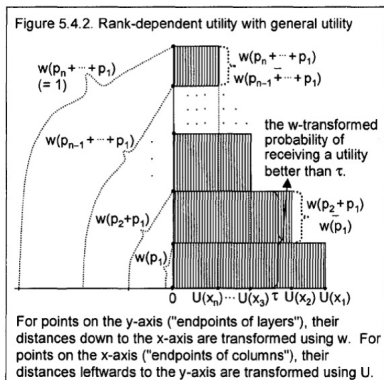 Figure 5.4.2. Rank-dependent utility with general utility
w(pₙ+···+p₁)
(= 1)
w(pₙ+···+p₁)
–
w(pₙ₋₁+···+p₁)
w(pₙ₋₁+···+p₁)
the w-transformed
probability of
receiving a utility
better than τ.
w(p₂+p₁)
w(p₂+p₁)
–
w(p₁)
w(p₁)
0 U(xₙ)··· U(x₃) τ U(x₂) U(x₁)
For points on the y-axis ("endpoints of layers"), their
distances down to the x-axis are transformed using w. For
points on the x-axis ("endpoints of columns"), their
distances leftwards to the y-axis are transformed using U.